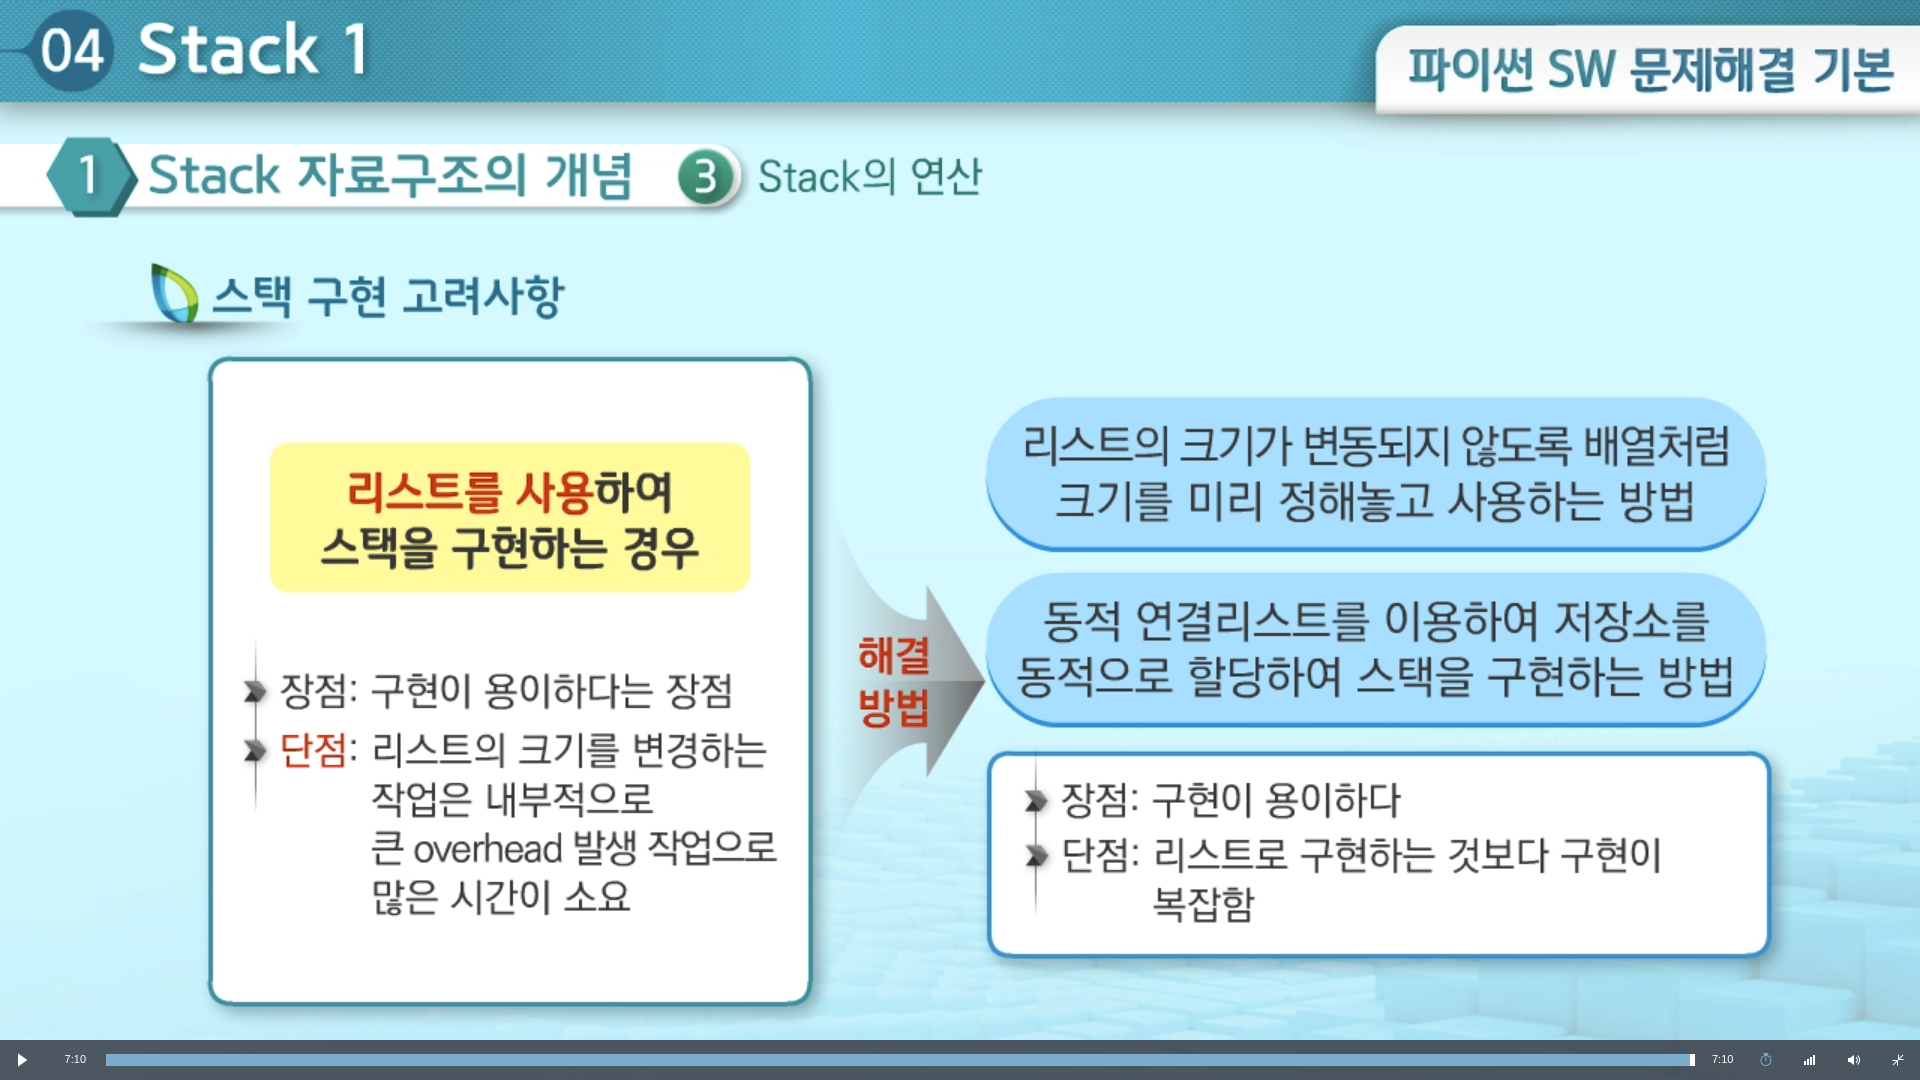 04 Stack 1
파이썬 SW 문제해결 기본
1 Stack 자료구조의 개념 3 Stack의 연산
스택 구현 고려사항
리스트를 사용하여
스택을 구현하는 경우
장점: 구현이 용이하다는 장점
단점: 리스트의 크기를 변경하는
작업은 내부적으로
큰 overhead 발생 작업으로
많은 시간이 소요
해결
방법
리스트의 크기가 변동되지 않도록 배열처럼
크기를 미리 정해놓고 사용하는 방법
동적 연결리스트를 이용하여 저장소를
동적으로 할당하여 스택을 구현하는 방법
장점: 구현이 용이하다
단점: 리스트로 구현하는 것보다 구현이
복잡함
7:10
7:10